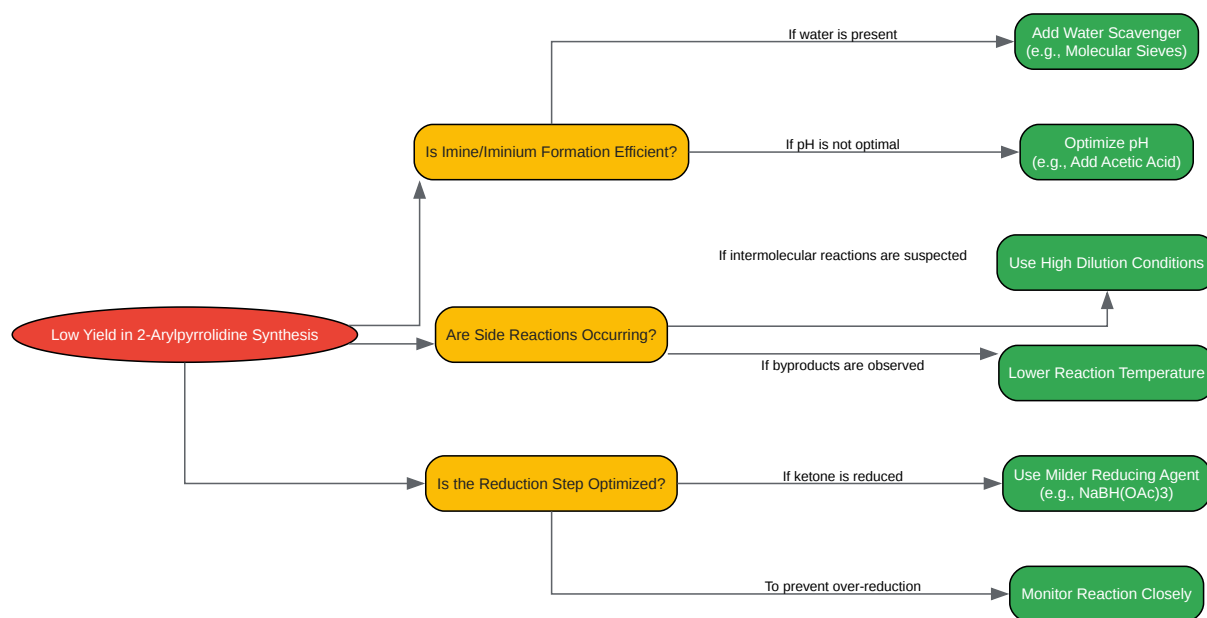 If water is present
Add Water Scavenger
(e.g., Molecular Sieves)
Is Imine/Iminium Formation Efficient?
If pH is not optimal
Optimize pH
(e.g., Add Acetic Acid)
If intermolecular reactions are suspected
Use High Dilution Conditions
Low Yield in 2-Arylpyrrolidine Synthesis
Are Side Reactions Occurring?
If byproducts are observed
Lower Reaction Temperature
Is the Reduction Step Optimized?
If ketone is reduced
Use Milder Reducing Agent
(e.g., NaBH(OAc)3)
To prevent over-reduction
Monitor Reaction Closely